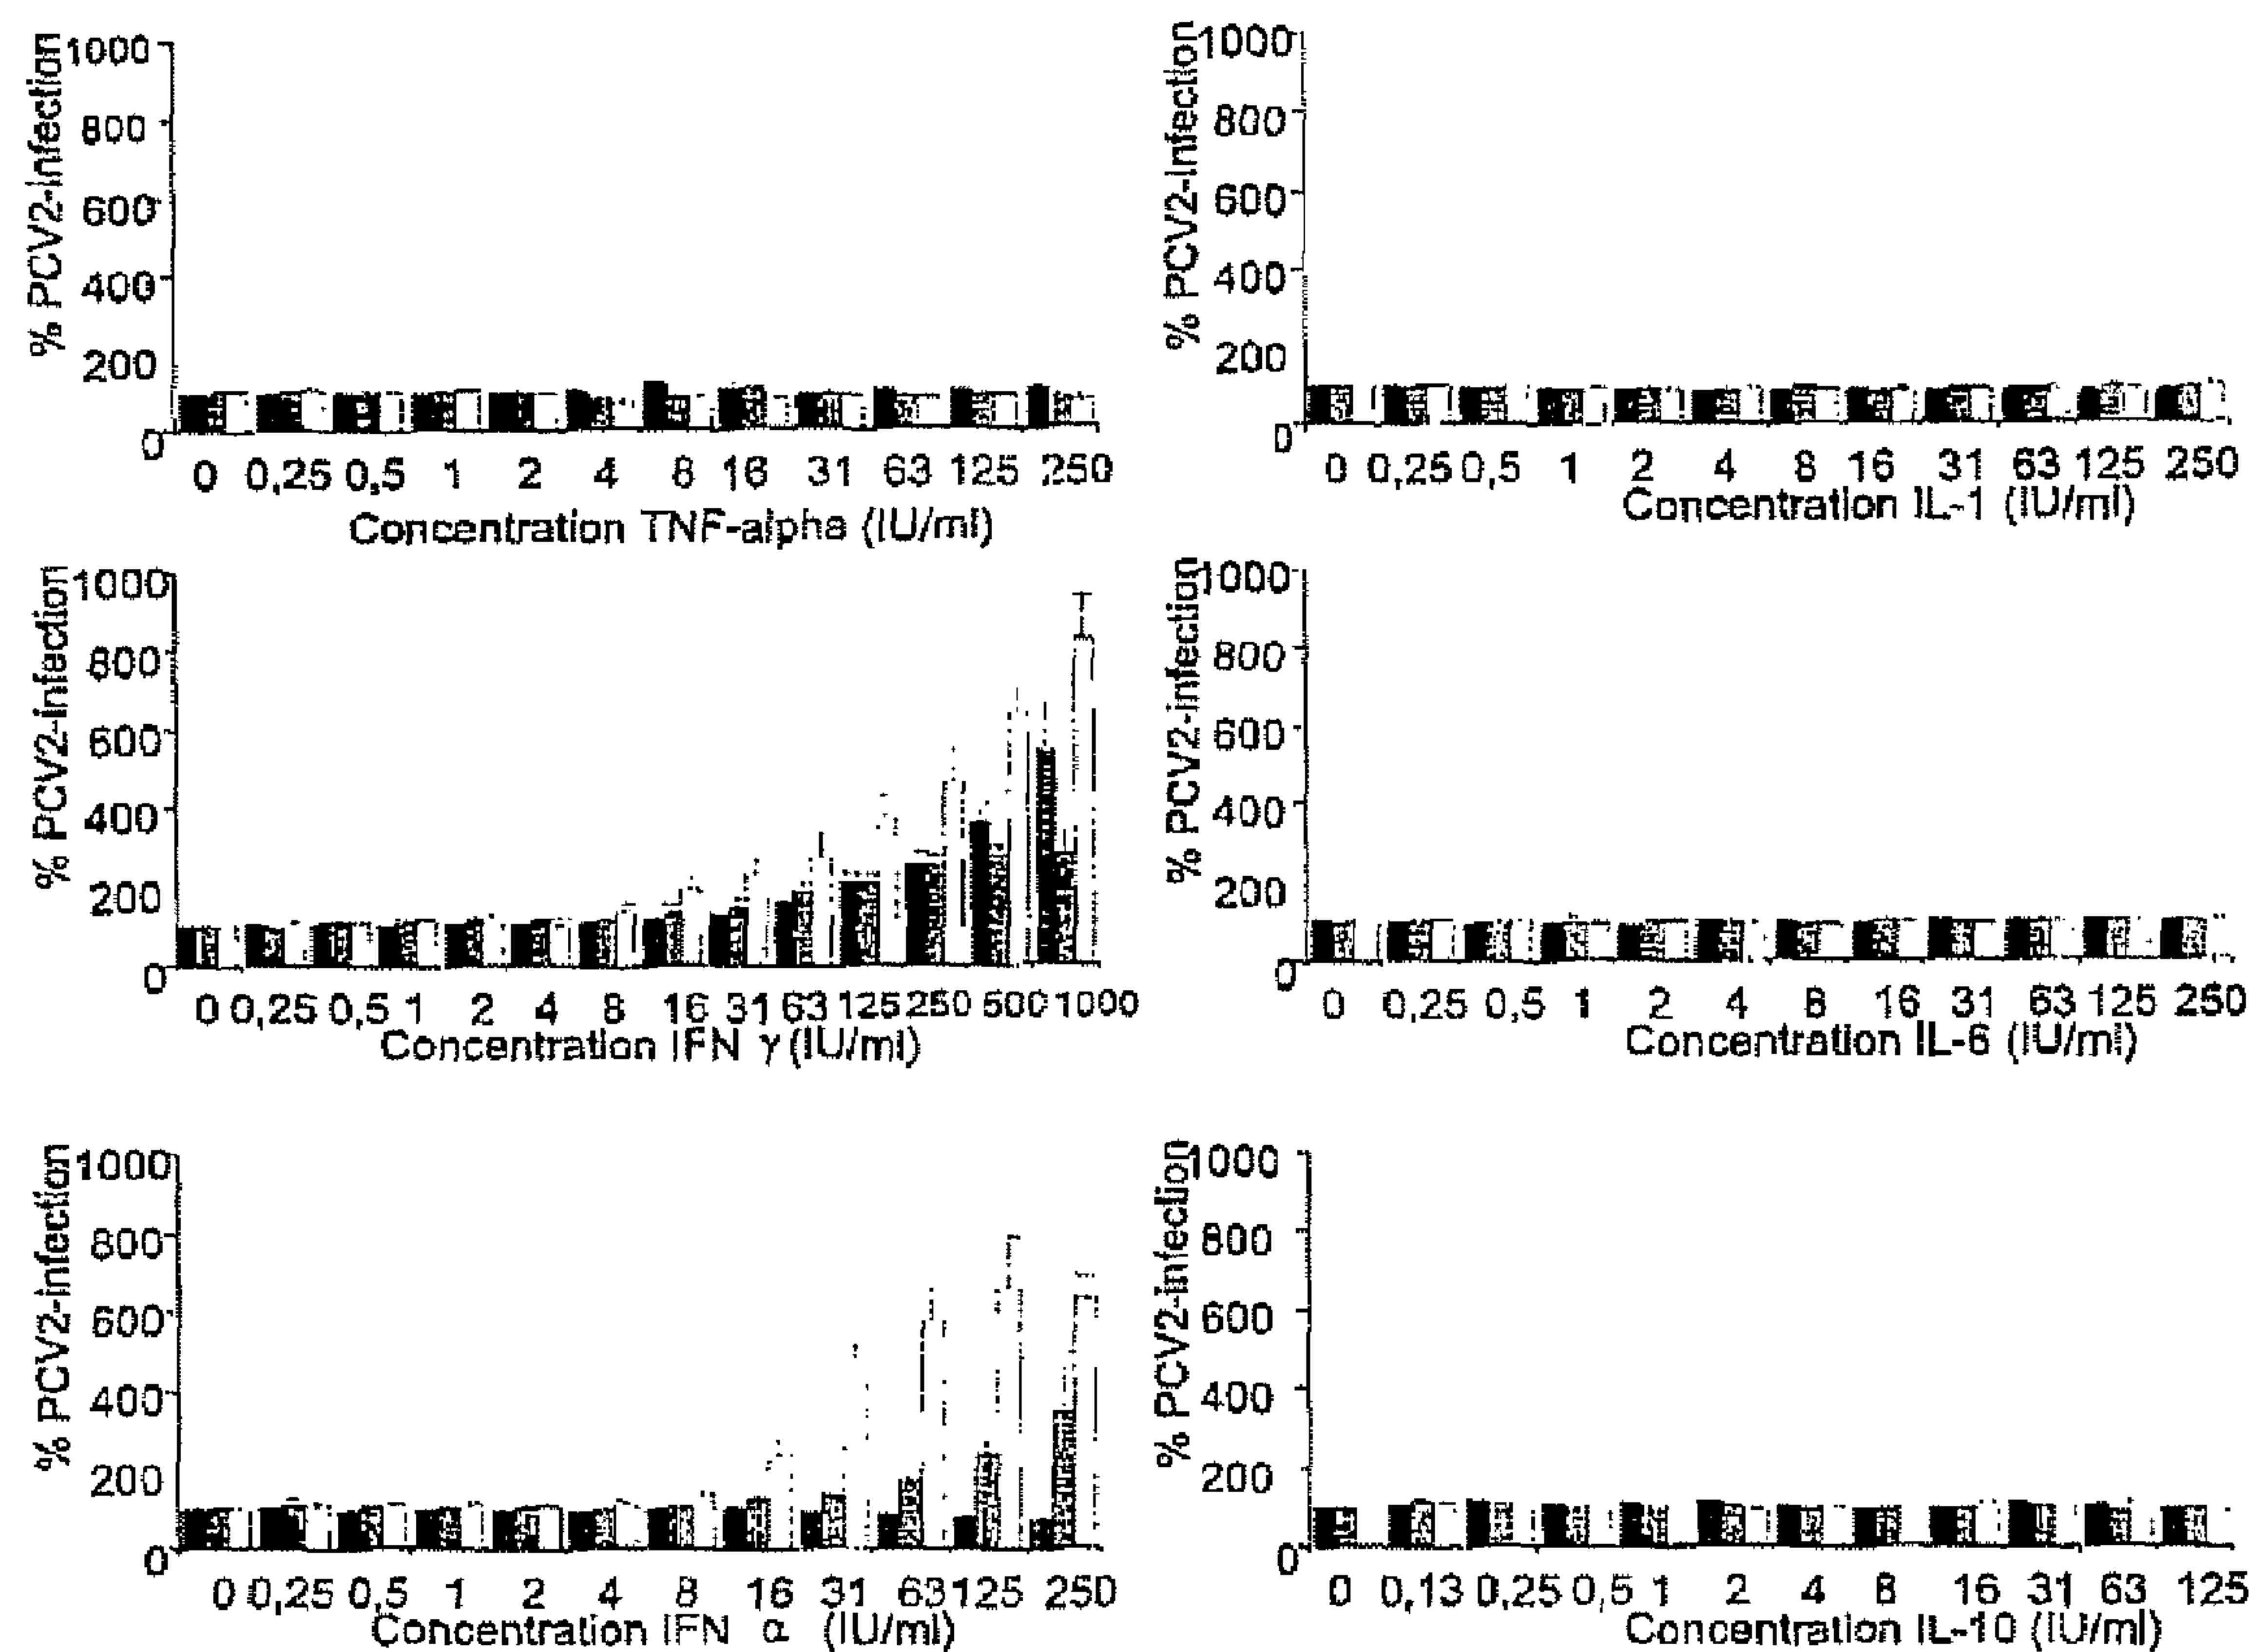 % PCV2-infection
1000
800
600
400
200
0
0 0,25 0,5 1 2 4 8 16 31 63 125 250
Concentration TNF-alpha (IU/ml)
% PCV2-infection
1000
800
600
400
200
0
0 0,25 0,5 1 2 4 8 16 31 63 125 250
Concentration IL-1 (IU/ml)
% PCV2-infection
1000
800
600
400
200
0
0 0,25 0,5 1 2 4 8 16 31 63 125 250 500 1000
Concentration IFN γ (IU/ml)
% PCV2-infection
1000
800
600
400
200
0
0 0,25 0,5 1 2 4 8 16 31 63 125 250
Concentration IL-6 (IU/ml)
% PCV2-infection
1000
800
600
400
200
0
0 0,25 0,5 1 2 4 8 16 31 63 125 250
Concentration IFN α (IU/ml)
% PCV2-infection
1000
800
600
400
200
0
0 0,13 0,25 0,5 1 2 4 8 16 31 63 125
Concentration IL-10 (IU/ml)